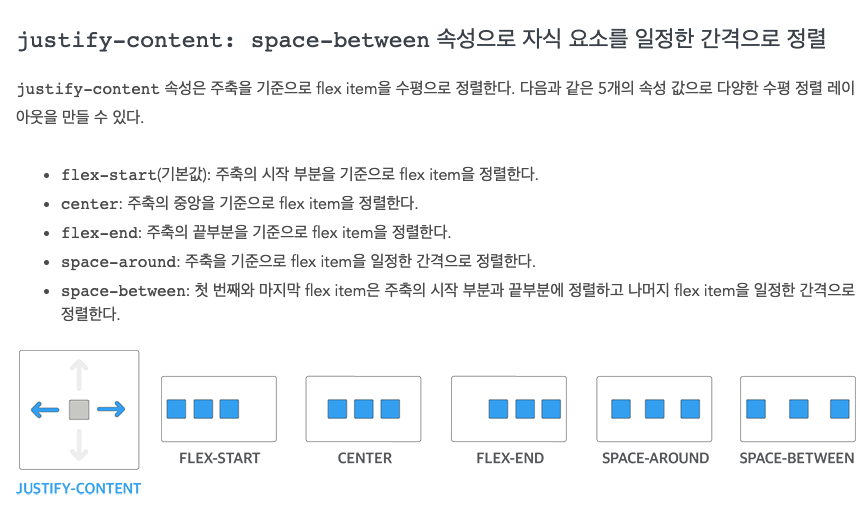 justify-content: space-between 속성으로 자식 요소를 일정한 간격으로 정렬
justify-content 속성은 주축을 기준으로 flex item을 수평으로 정렬한다. 다음과 같은 5개의 속성 값으로 다양한 수평 정렬 레이
아웃을 만들 수 있다.
• flex-start(기본값): 주축의 시작 부분을 기준으로 flex item을 정렬한다.
• center: 주축의 중앙을 기준으로 flex item을 정렬한다.
• flex-end: 주축의 끝부분을 기준으로 flex item을 정렬한다.
• space-around: 주축을 기준으로 flex item을 일정한 간격으로 정렬한다.
• space-between: 첫 번째와 마지막 flex item은 주축의 시작 부분과 끝부분에 정렬하고 나머지 flex item을 일정한 간격으로
정렬한다.
FLEX-START CENTER FLEX-END SPACE-AROUND SPACE-BETWEEN
JUSTIFY-CONTENT